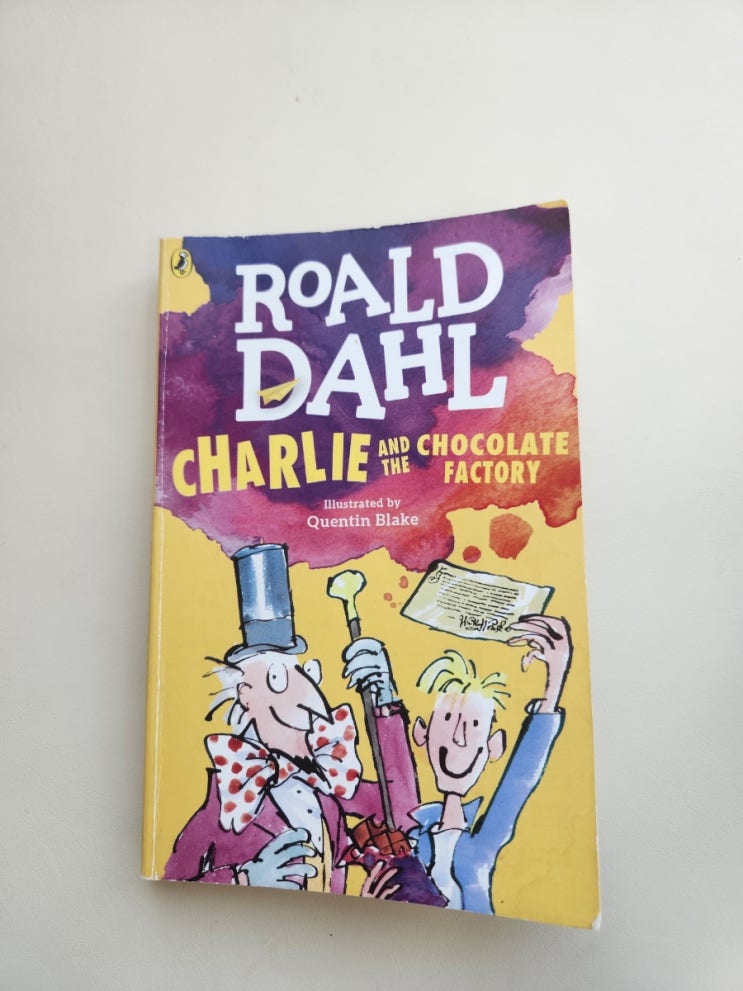 ROALD
DAHL
CHARLIE AND THE CHOCOLATE FACTORY
Illustrated by
Quentin Blake